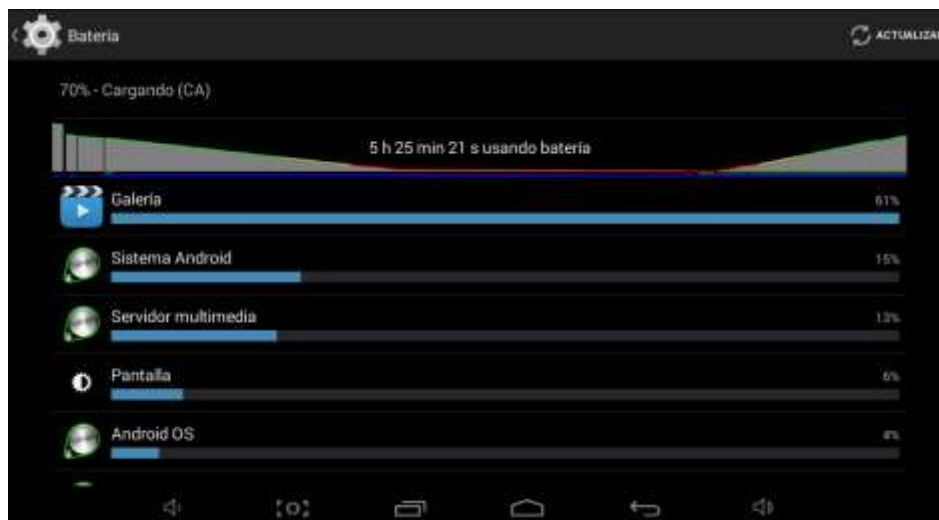 Batería
ACTUALIZAR
70% - Cargando (CA)
5 h 25 min 21 s usando batería
Galería
61%
Sistema Android
15%
Servidor multimedia
13%
Pantalla
6%
Android OS
4%